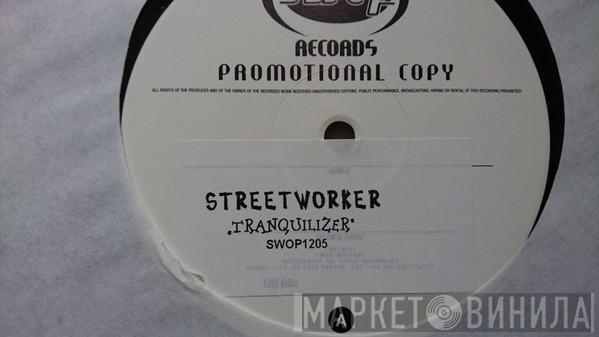 RECORDS
PROMOTIONAL COPY
ALL RIGHTS OF THE PRODUCER AND OF THE OWNER OF THE RECORDED WORK RESERVED.UNAUTHORISED COPYING, PUBLIC PERFORMANCE, BROADCASTING, HIRING OR RENTAL OF THIS RECORDING PROHIBITED!
STREETWORKER
"TRANQUILIZER"
SWOP1205
A
МАРКЕТ ВИНИЛА